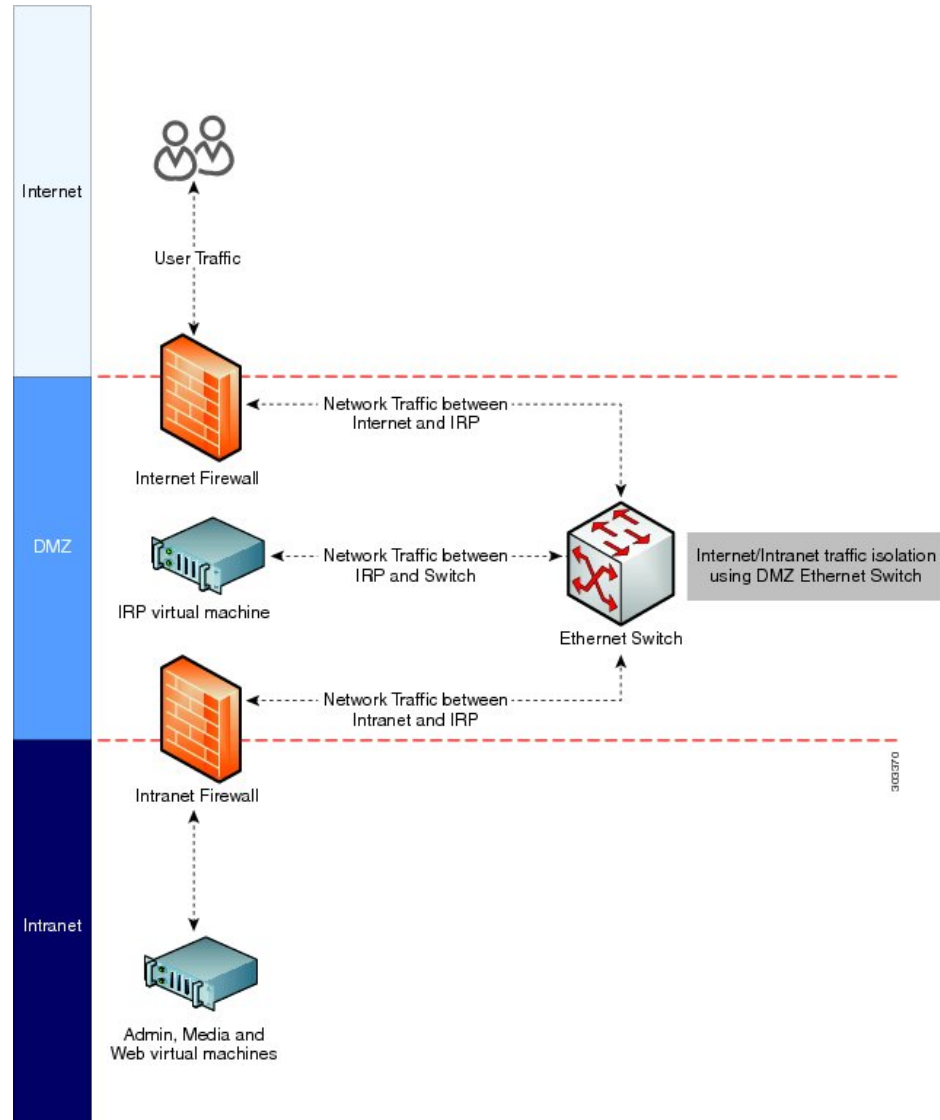 Internet
User Traffic
Network Traffic between
Internet and IRP
Internet Firewall
DMZ
Network Traffic between
IRP and Switch
Internet/Intranet traffic isolation
using DMZ Ethernet Switch
IRP virtual machine
Ethernet Switch
Network Traffic between
Intranet and IRP
Intranet Firewall
303370
Intranet
Admin, Media and
Web virtual machines